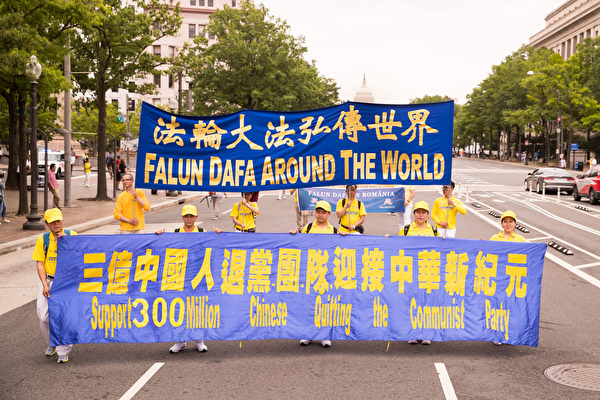 法輪大法弘傳世界
FALUN DAFA AROUND THE WORLD
FALUN DAFA IN ROMANIA
三億中國人退黨團隊迎接中華新紀元
Support 300 Million Chinese Quitting the Communist Party